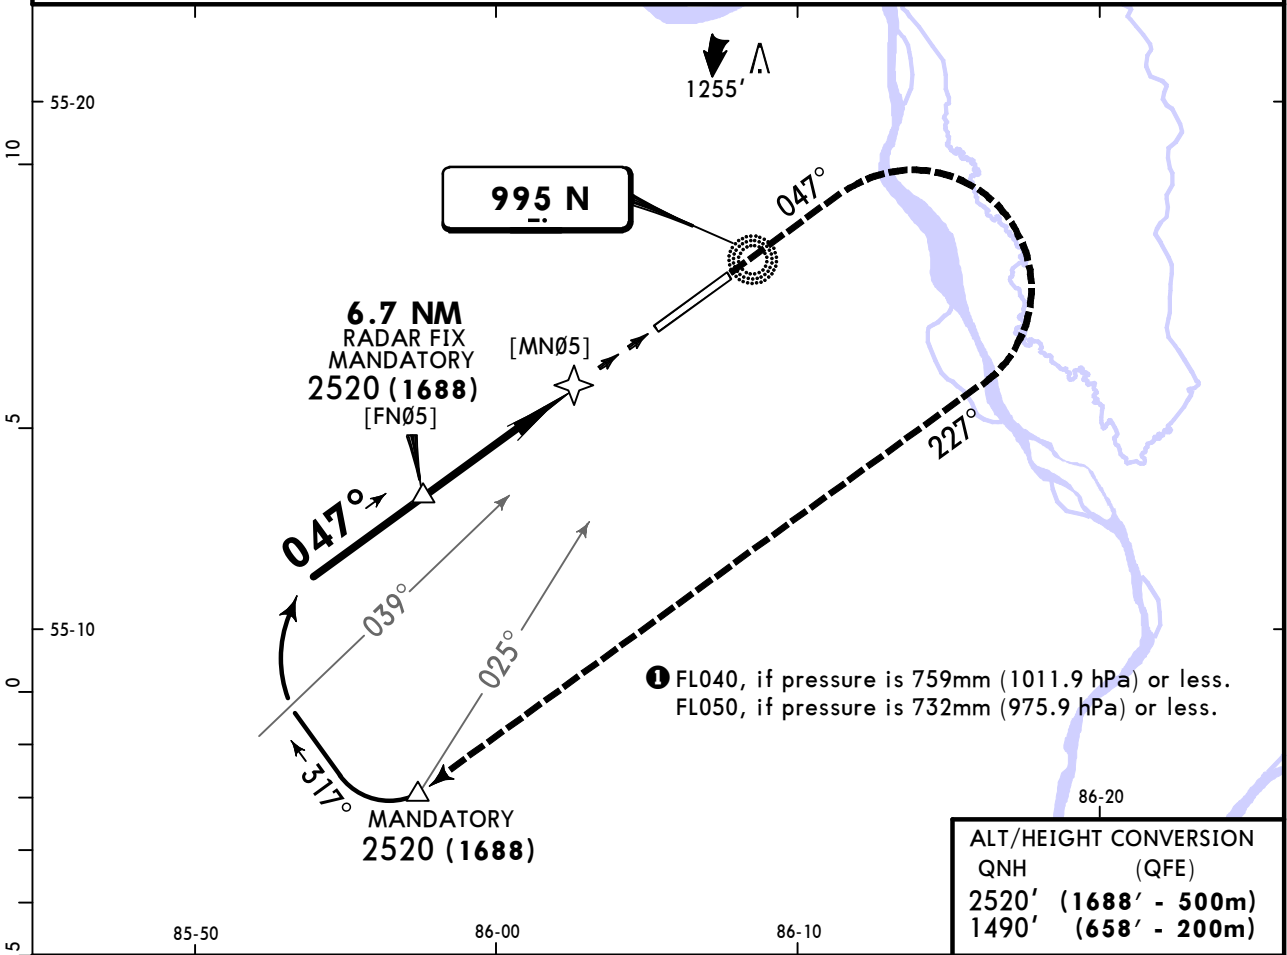 55-20
1255'
10
995 N
047°
6.7 NM
RADAR FIX
MANDATORY
2520 (1688)
[FNØ5]
[MNØ5]
5
227°
047°
039°
025°
55-10
0
❶ FL040, if pressure is 759mm (1011.9 hPa) or less.
FL050, if pressure is 732mm (975.9 hPa) or less.
317°
MANDATORY
2520 (1688)
86-20
ALT/HEIGHT CONVERSION
QNH (QFE)
2520' (1688' - 500m)
1490' (658' - 200m)
5
85-50
86-00
86-10